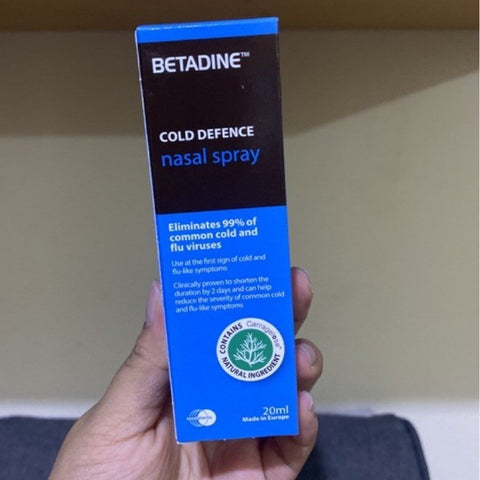 BETADINE™
COLD DEFENCE
nasal spray
Eliminates 99% of
common cold and
flu viruses
Use at the first sign of cold and
flu-like symptoms
Clinically proven to shorten the
duration by 2 days and can help
reduce the severity of common cold
and flu-like symptoms
CONTAINS Carragelose®
NATURAL INGREDIENT
20ml
Made in Europe